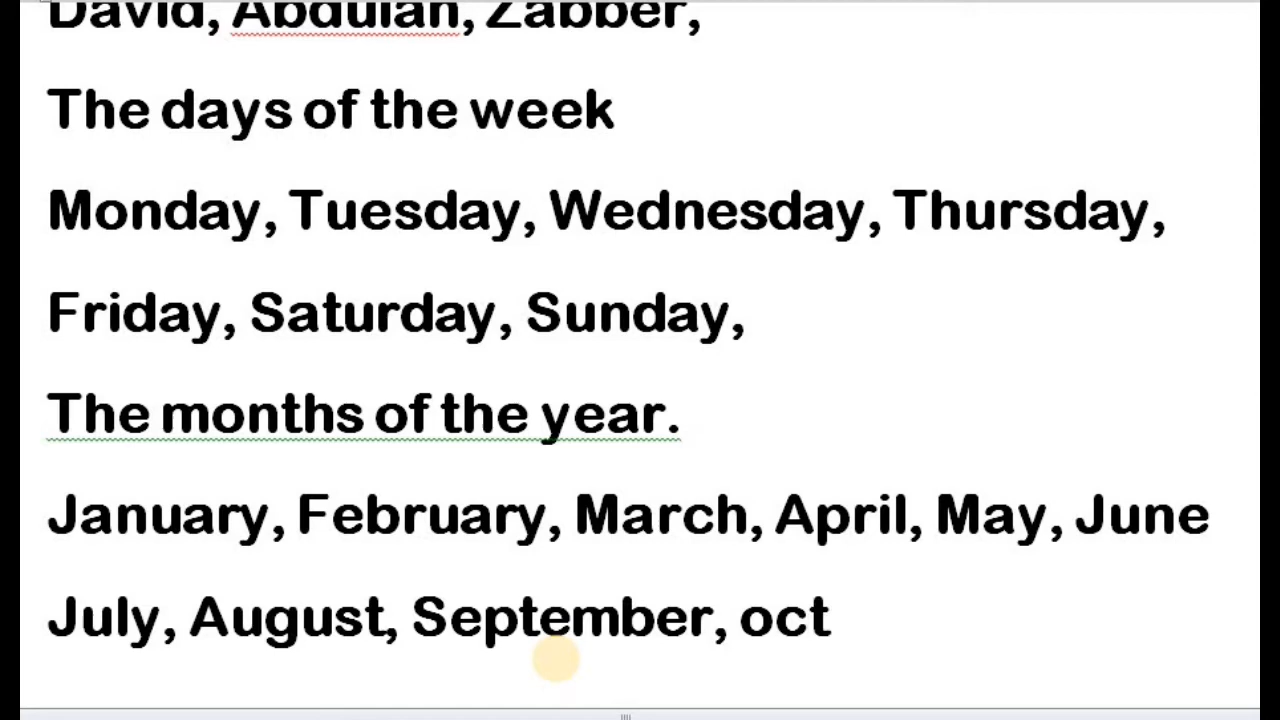 David, Abdulah, Zabber,
The days of the week
Monday, Tuesday, Wednesday, Thursday,
Friday, Saturday, Sunday,
The months of the year.
January, February, March, April, May, June
July, August, September, oct